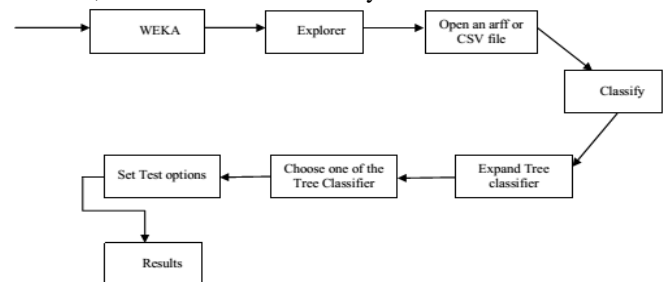 WEKA
Explorer
Open an arff or
CSV file
Classify
Expand Tree
classifier
Choose one of the
Tree Classifier
Set Test options
Results